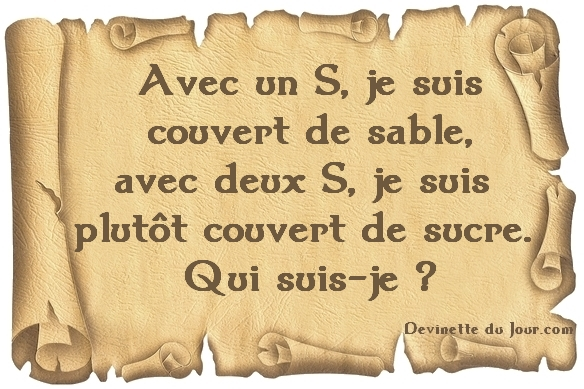 Avec un S, je suis
couvert de sable,
avec deux S, je suis
plutôt couvert de sucre.
Qui suis-je ?
Devinette du Jour.com